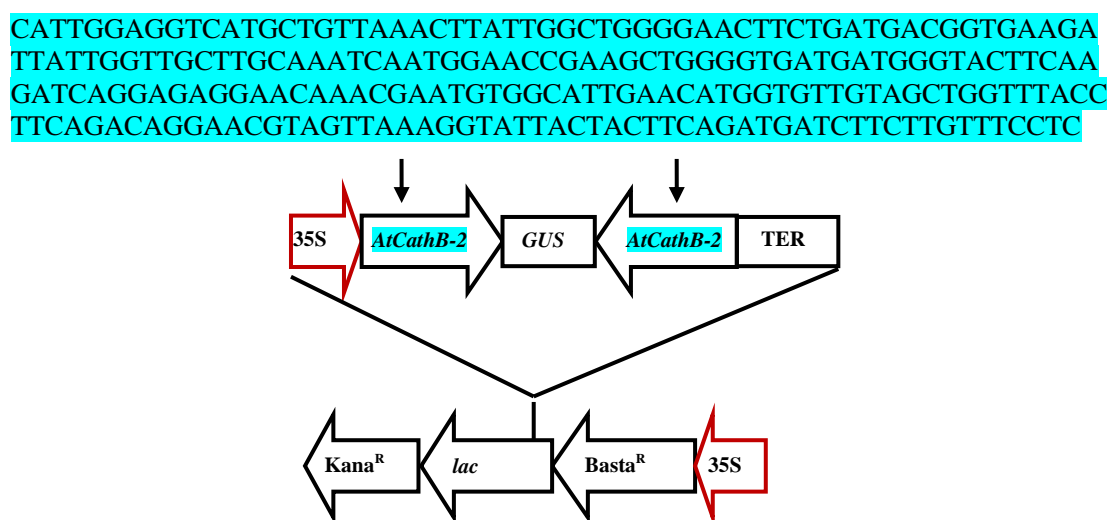 CATTGGAGGTCATGCTGTTAAACTTATTGGCTGGGGAACTTCTGATGACGGTGAAGA
TTATTGGTTGCTTGCAAATCAATGGAACCGAAGCTGGGGTGATGATGGGTACTTCAA
GATCAGGAGAGGAACAAACGAATGTGGCATTGAACATGGTGTTGTAGCTGGTTTACC
TTCAGACAGGAACGTAGTTAAAGGTATTACTACTTCAGATGATCTTCTTGTTTCCTC
35S AtCathB-2 GUS AtCathB-2 TER
Kanaᴿ lac Bastaᴿ 35S